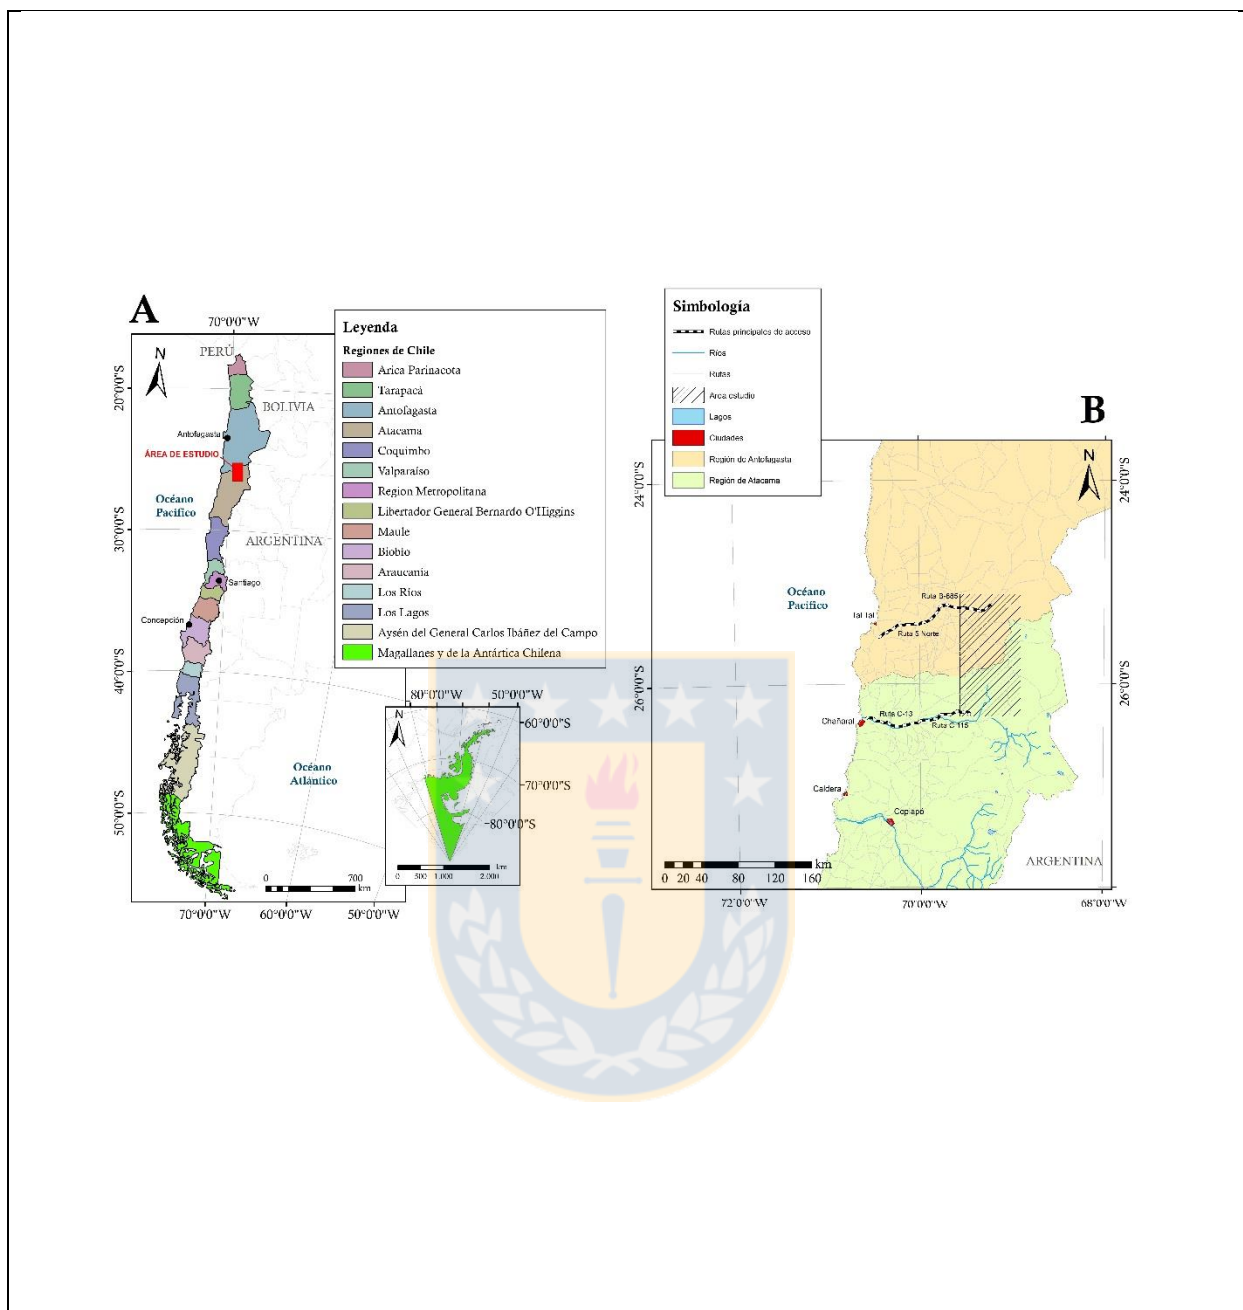 A
70°0'0"W
N
PERÚ
20°0'0"S
BOLIVIA
Antofagasta
ÁREA DE ESTUDIO
Océano
Pacífico
30°0'0"S
ARGENTINA
Santiago
Concepción
40°0'0"S
Océano
Atlántico
50°0'0"S
0 700
km
70°0'0"W 60°0'0"W 50°0'0"W
Leyenda
Regiones de Chile
Arica Parinacota
Tarapacá
Antofagasta
Atacama
Coquimbo
Valparaíso
Region Metropolitana
Libertador General Bernardo O'Higgins
Maule
Biobio
Araucania
Los Ríos
Los Lagos
Aysén del General Carlos Ibáñez del Campo
Magallanes y de la Antártica Chilena
80°0'0"W 50°0'0"W
N
60°0'0"S
70°0'0"S
80°0'0"S
km
0 500 1.000 2.000
Simbología
Rutas principales de acceso
Ríos
Rutas
Area estudio
Lagos
Ciudades
Región de Antofagasta
Región de Atacama
B
N
24°0'0"S
24°0'0"S
Océano
Pacífico
Ruta B-885
Tal Tal
Ruta 5 Norte
26°0'0"S
26°0'0"S
Ruta C-13
Chañaral
Ruta C-115
Caldera
Copiapó
ARGENTINA
km
0 20 40 80 120 160
72°0'0"W 70°0'0"W 68°0'0"W